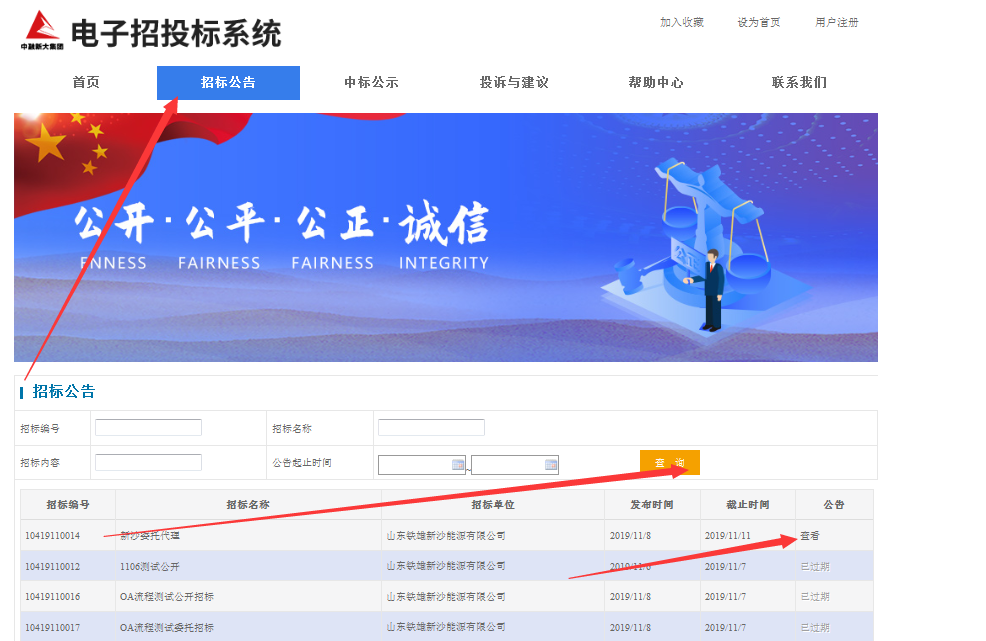 加入收藏 设为首页 用户注册
中融新大集团 电子招投标系统
首页 招标公告 中标公示 投诉与建议 帮助中心 联系我们
公开·公平·公正·诚信
ENNESS FAIRNESS FAIRNESS INTEGRITY
公正
招标公告
招标编号 招标名称
招标内容 公告起止时间 ~ 查 询
招标编号 招标名称 招标单位 发布时间 截止时间 公告
10419110014 新沙委托代理 山东铁雄新沙能源有限公司 2019/11/8 2019/11/11 查看
10419110012 1106测试公开 山东铁雄新沙能源有限公司 2019/11/6 2019/11/7 已过期
10419110016 OA流程测试公开招标 山东铁雄新沙能源有限公司 2019/11/8 2019/11/7 已过期
10419110017 OA流程测试委托招标 山东铁雄新沙能源有限公司 2019/11/8 2019/11/7 已过期